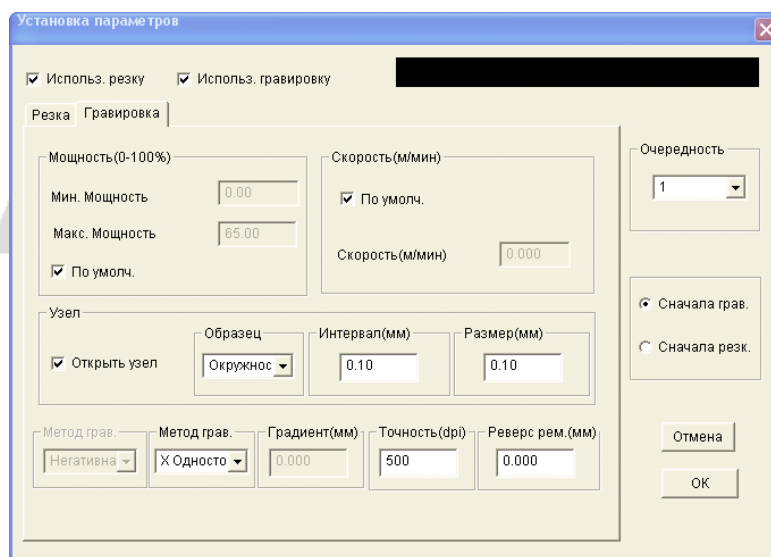 Установка параметров
Использ. резку Использ. гравировку
Резка Гравировка
Мощность(0-100%)
Мин. Мощность 0.00
Макс. Мощность 65.00
По умолч.
Скорость(м/мин)
По умолч.
Скорость(м/мин) 0.000
Очередность
1
Узел
Открыть узел
Образец
Окружнос
Интервал(мм)
0.10
Размер(мм)
0.10
Сначала грав.
Сначала резк.
Метод грав.
Негативна
Метод грав.
X Односто
Градиент(мм)
0.000
Точность(dpi)
500
Реверс рем.(мм)
0.000
Отмена
OK